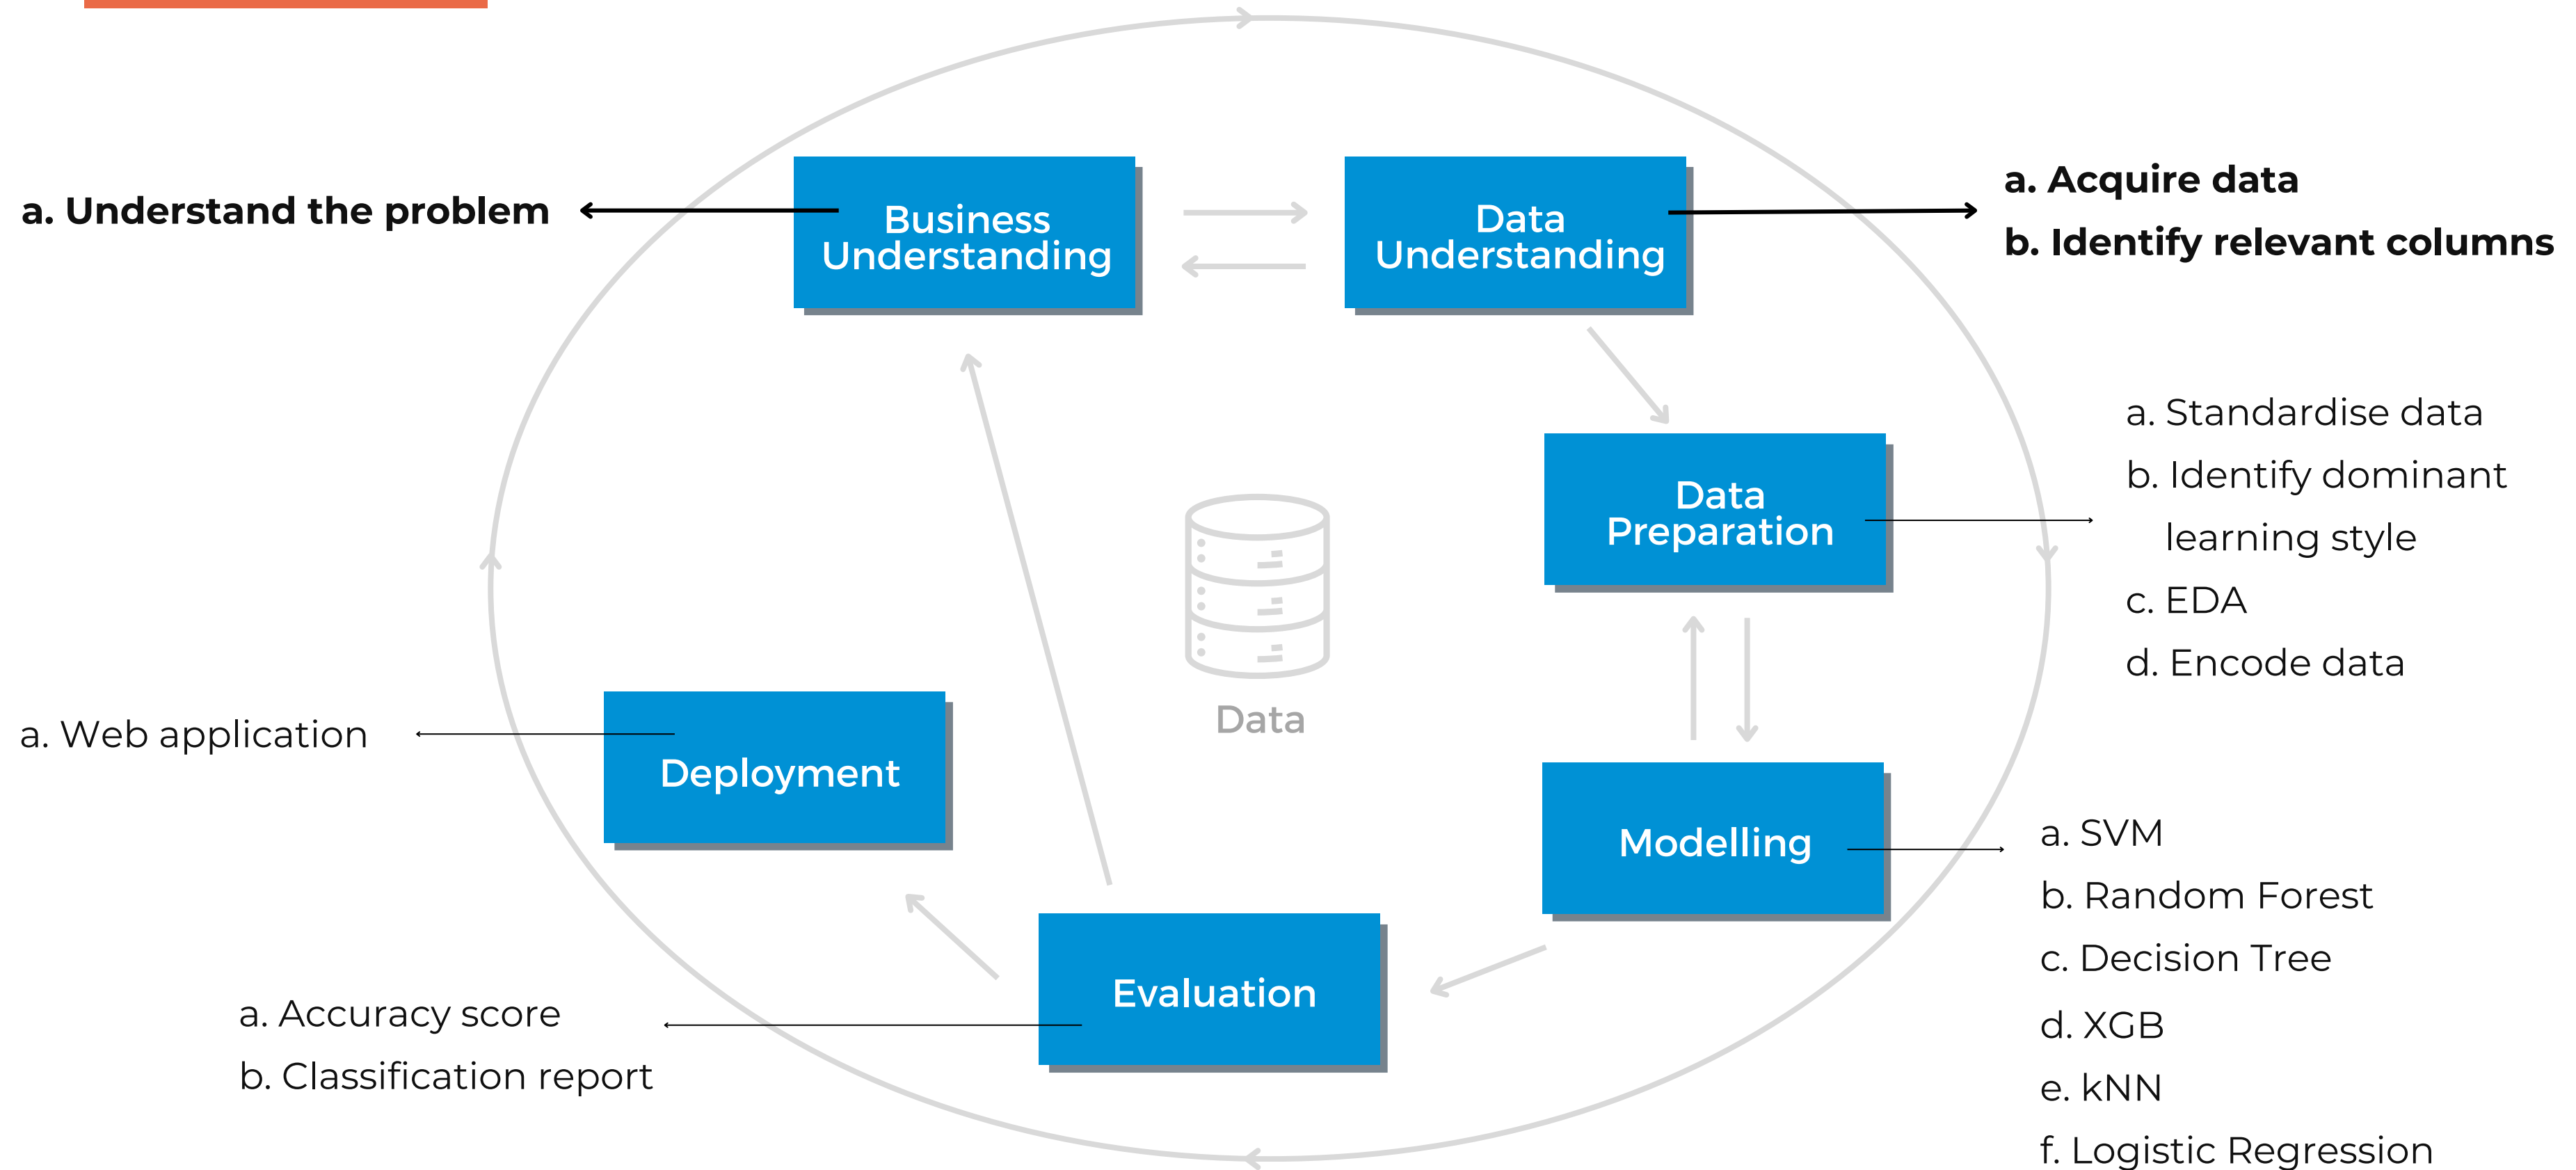 a. Understand the problem
Business
Understanding
Data
Understanding
a. Acquire data
b. Identify relevant columns
Data
Preparation
a. Standardise data
b. Identify dominant
learning style
c. EDA
d. Encode data
Data
a. Web application
Deployment
Modelling
a. SVM
b. Random Forest
c. Decision Tree
d. XGB
e. kNN
f. Logistic Regression
Evaluation
a. Accuracy score
b. Classification report